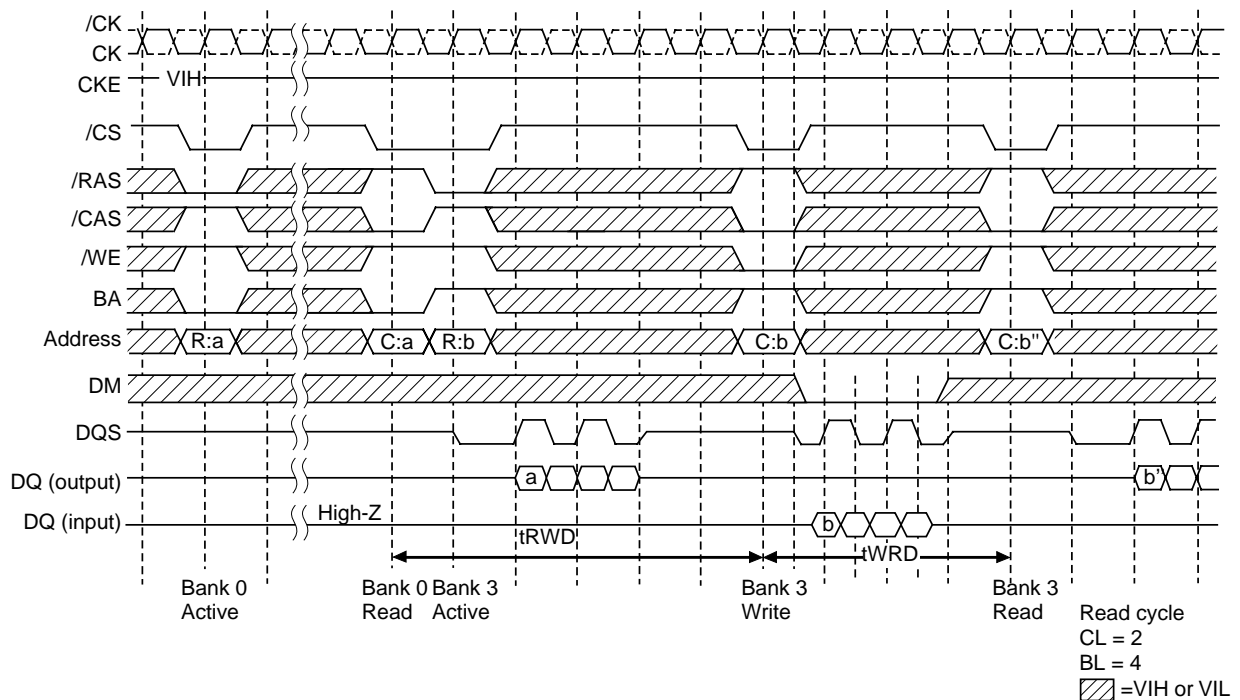 /CK
CK
CKE VIH
/CS
/RAS
/CAS
/WE
BA
Address R:a C:a R:b C:b C:b"
DM
DQS
DQ (output) a b'
DQ (input) High-Z b
tRWD tWRD
Bank 0 Active
Bank 0 Read
Bank 3 Active
Bank 3 Write
Bank 3 Read
Read cycle
CL = 2
BL = 4
=VIH or VIL